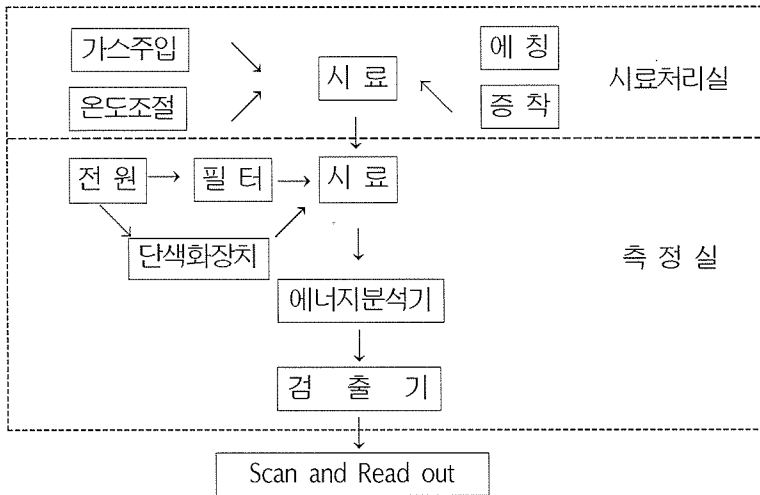 가스주입
에 칭
시 료
시료처리실
온도조절
증 착
전 원
필 터
시 료
단색화장치
측 정 실
에너지분석기
검 출 기
Scan and Read out